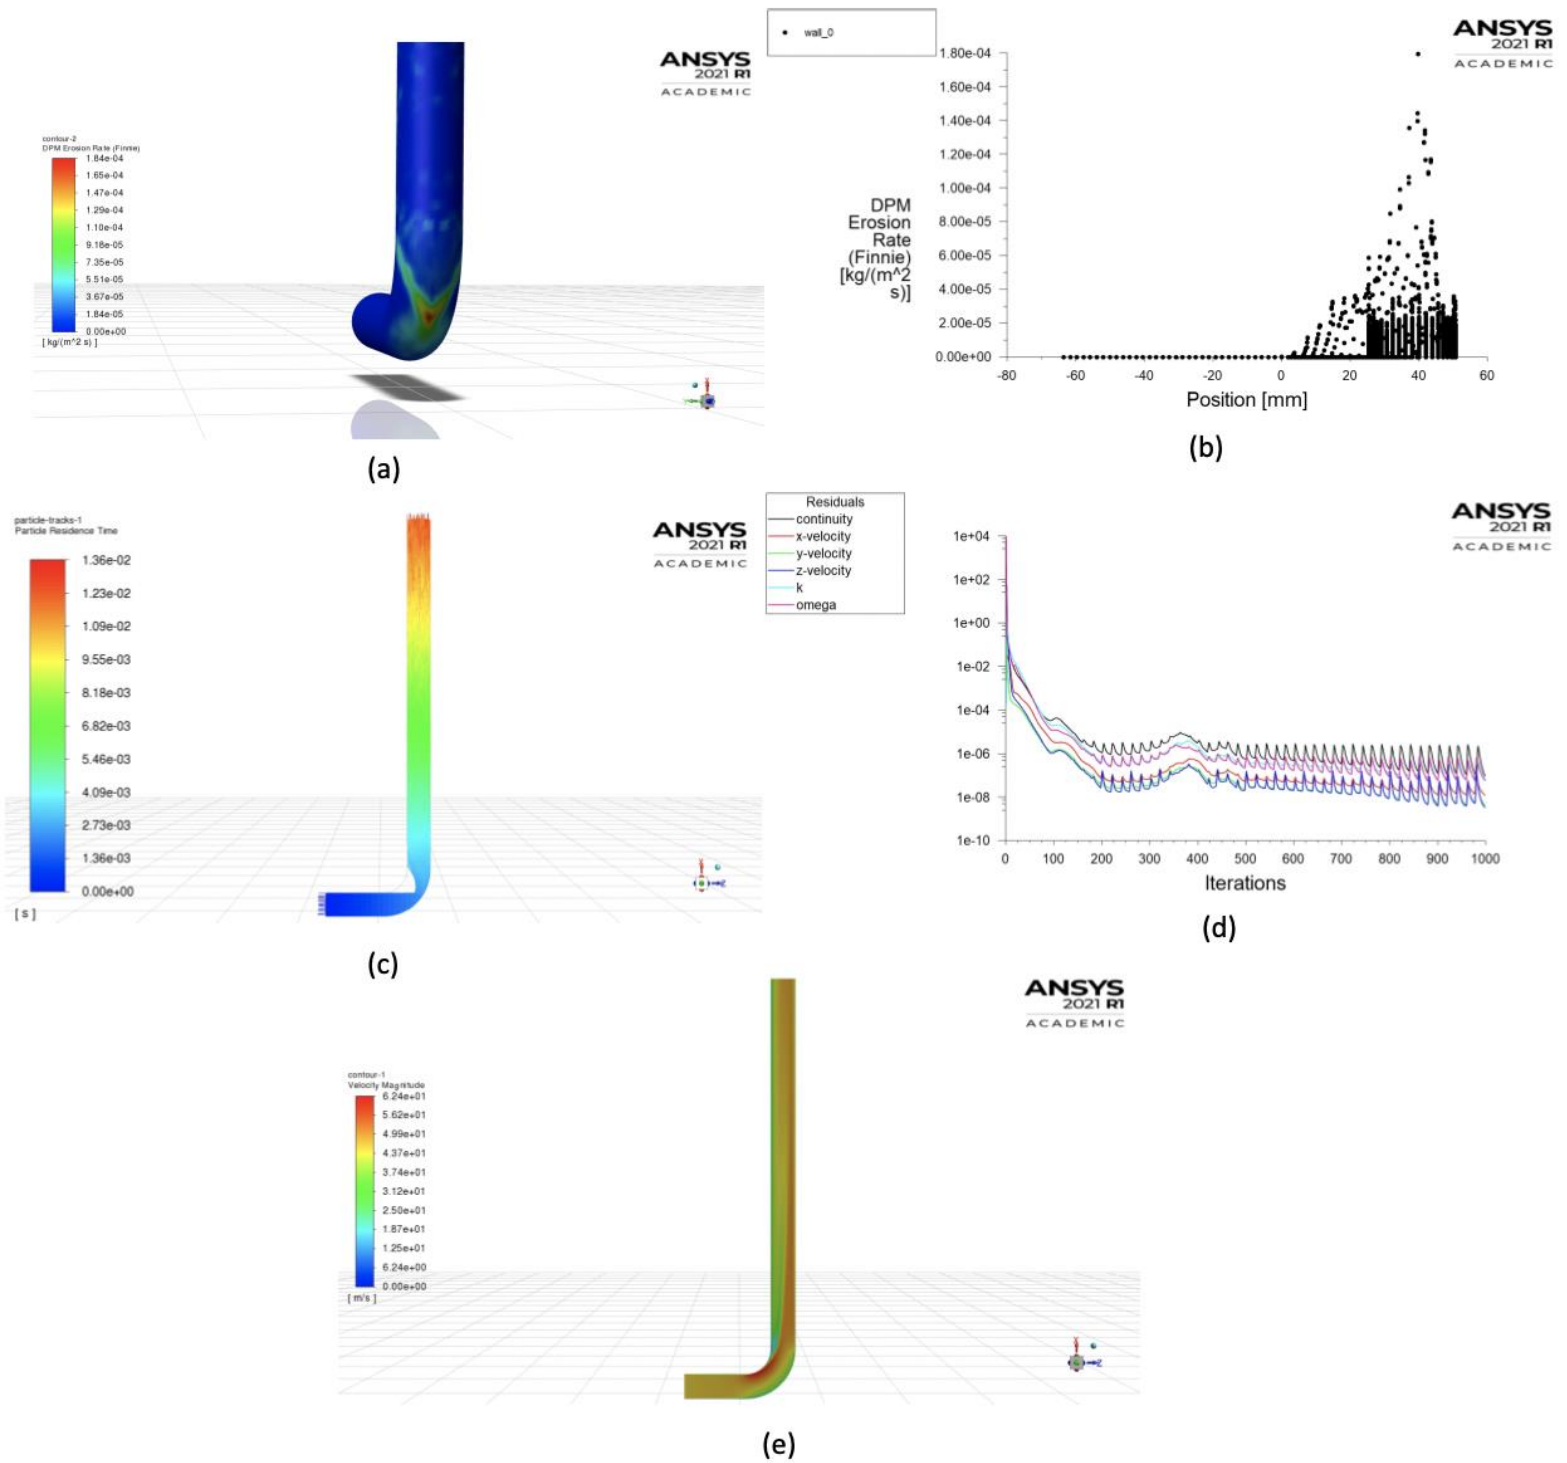 contour-2
DPM Erosion Rate (Finnie)
1.84e-04
1.65e-04
1.47e-04
1.29e-04
1.10e-04
9.18e-05
7.35e-05
5.51e-05
3.67e-05
1.84e-05
0.00e+00
[ kg/(m^2 s) ]
ANSYS
2021 R1
ACADEMIC
(a)
wall_0
ANSYS
2021 R1
ACADEMIC
1.80e-04
1.60e-04
1.40e-04
1.20e-04
1.00e-04
8.00e-05
6.00e-05
4.00e-05
2.00e-05
0.00e+00
DPM
Erosion
Rate
(Finnie)
[kg/(m^2
s)]
-80 -60 -40 -20 0 20 40 60
Position [mm]
(b)
particle-tracks-1
Particle Residence Time
1.36e-02
1.23e-02
1.09e-02
9.55e-03
8.18e-03
6.82e-03
5.46e-03
4.09e-03
2.73e-03
1.36e-03
0.00e+00
[ s ]
ANSYS
2021 R1
ACADEMIC
X
Z
(c)
Residuals
continuity
x-velocity
y-velocity
z-velocity
k
omega
ANSYS
2021 R1
ACADEMIC
1e+04
1e+02
1e+00
1e-02
1e-04
1e-06
1e-08
1e-10
0 100 200 300 400 500 600 700 800 900 1000
Iterations
(d)
contour-1
Velocity Magnitude
6.24e+01
5.62e+01
4.99e+01
4.37e+01
3.74e+01
3.12e+01
2.50e+01
1.87e+01
1.25e+01
6.24e+00
0.00e+00
[ m/s ]
ANSYS
2021 R1
ACADEMIC
X
Z
(e)